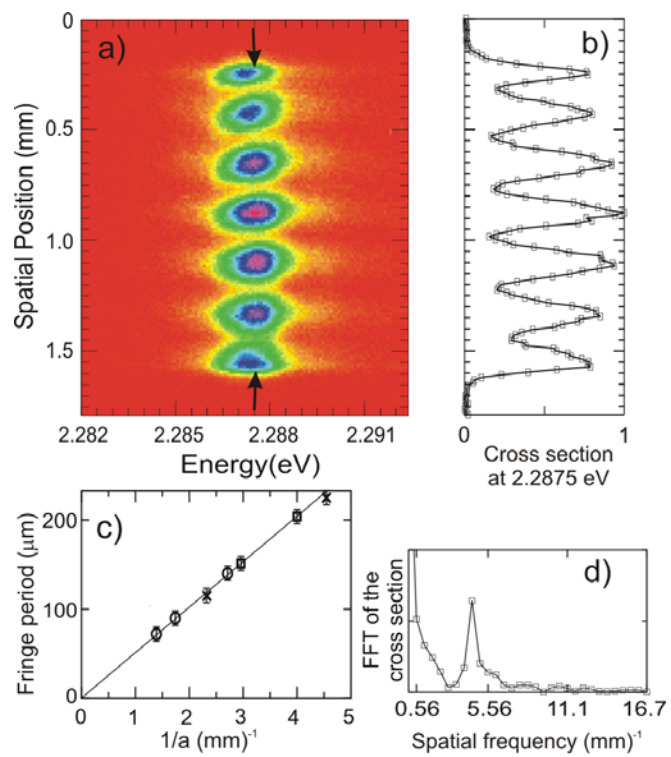 a)
0
0.5
1.0
1.5
Spatial Position (mm)
2.282
2.285
2.288
2.291
Energy(eV)
b)
0
1
Cross section
at 2.2875 eV
c)
200
100
0
Fringe period (μm)
0
1
2
3
4
5
1/a (mm)⁻¹
d)
FFT of the
cross section
0.56
5.56
11.1
16.7
Spatial frequency (mm)⁻¹